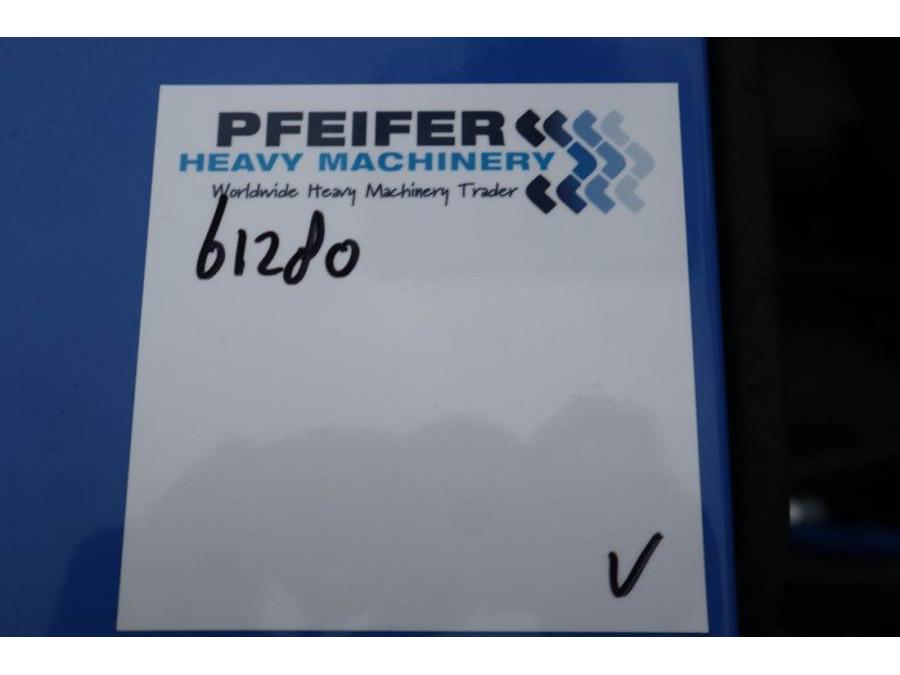 PFEIFER
HEAVY MACHINERY
Worldwide Heavy Machinery Trader
61280
V